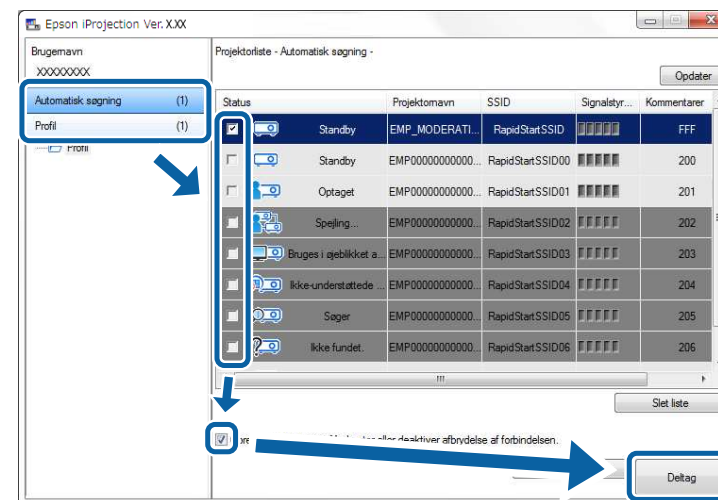 Epson iProjection Ver. X.XX
Brugernavn
XXXXXXXX
Automatisk søgning (1)
Profil (1)
Profil
Projektorliste - Automatisk søgning -
Opdater
Status Projektornavn SSID Signalstyr... Kommentarer
Standby EMP_MODERATI... RapidStartSSID FFF
Standby EMP00000000000... RapidStartSSID00 200
Optaget EMP00000000000... RapidStartSSID01 201
Spejling... EMP00000000000... RapidStartSSID02 202
Bruges i øjeblikket a... EMP00000000000... RapidStartSSID03 203
Ikke-understøttede ... EMP00000000000... RapidStartSSID04 204
Søger EMP00000000000... RapidStartSSID05 205
Ikke fundet. EMP00000000000... RapidStartSSID06 206
Slet liste
eller deaktiver afbrydelse af forbindelsen.
Deltag